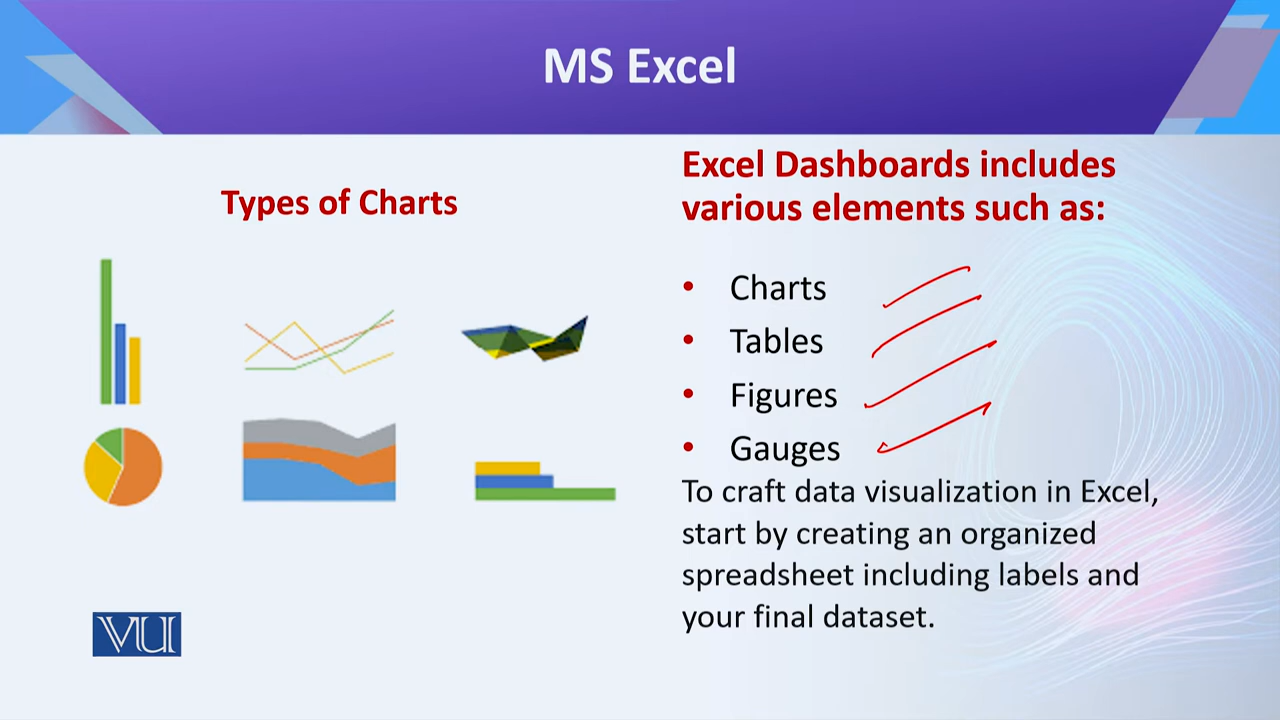 MS Excel
Types of Charts
Excel Dashboards includes
various elements such as:
• Charts
• Tables
• Figures
• Gauges
To craft data visualization in Excel,
start by creating an organized
spreadsheet including labels and
your final dataset.
VU